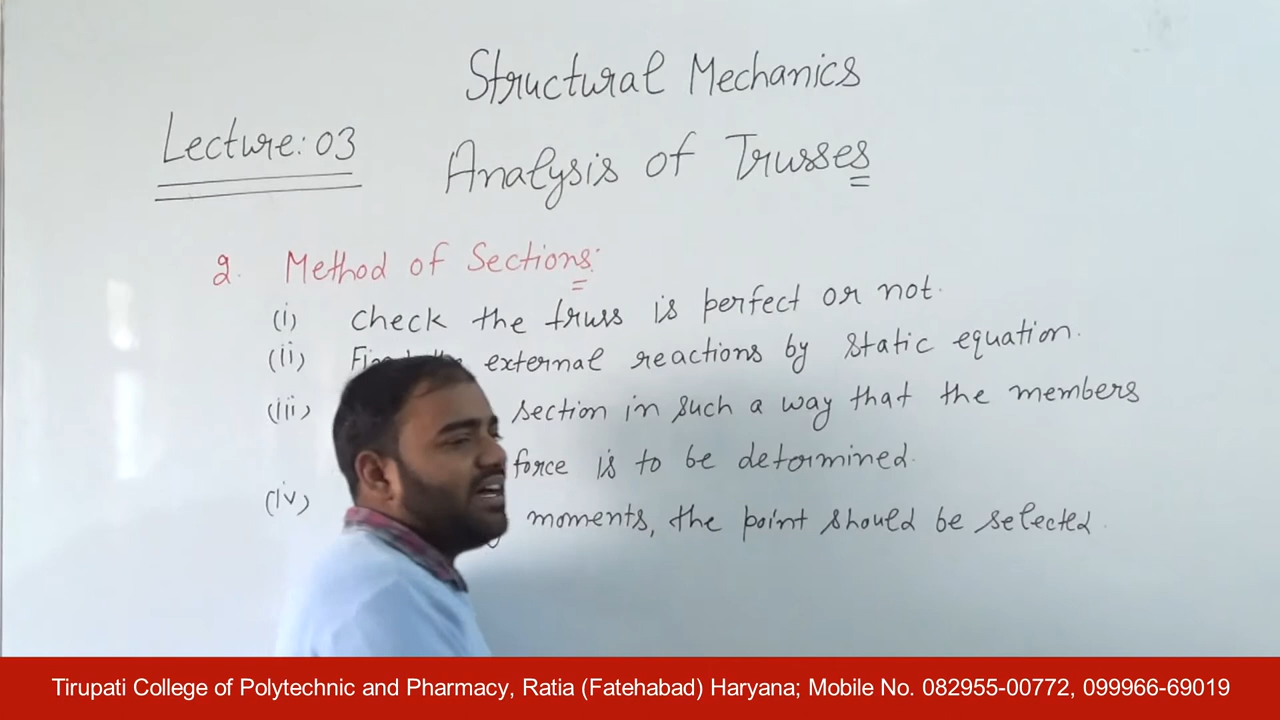 Structural Mechanics
Lecture: 03
Analysis of Trusses
2. Method of Sections:
(i) Check the truss is perfect or not.
(ii) external reactions by static equation.
(iii) section in such a way that the members
force is to be determined.
(iv) moments, the point should be selected.
Tirupati College of Polytechnic and Pharmacy, Ratia (Fatehabad) Haryana; Mobile No. 082955-00772, 099966-69019